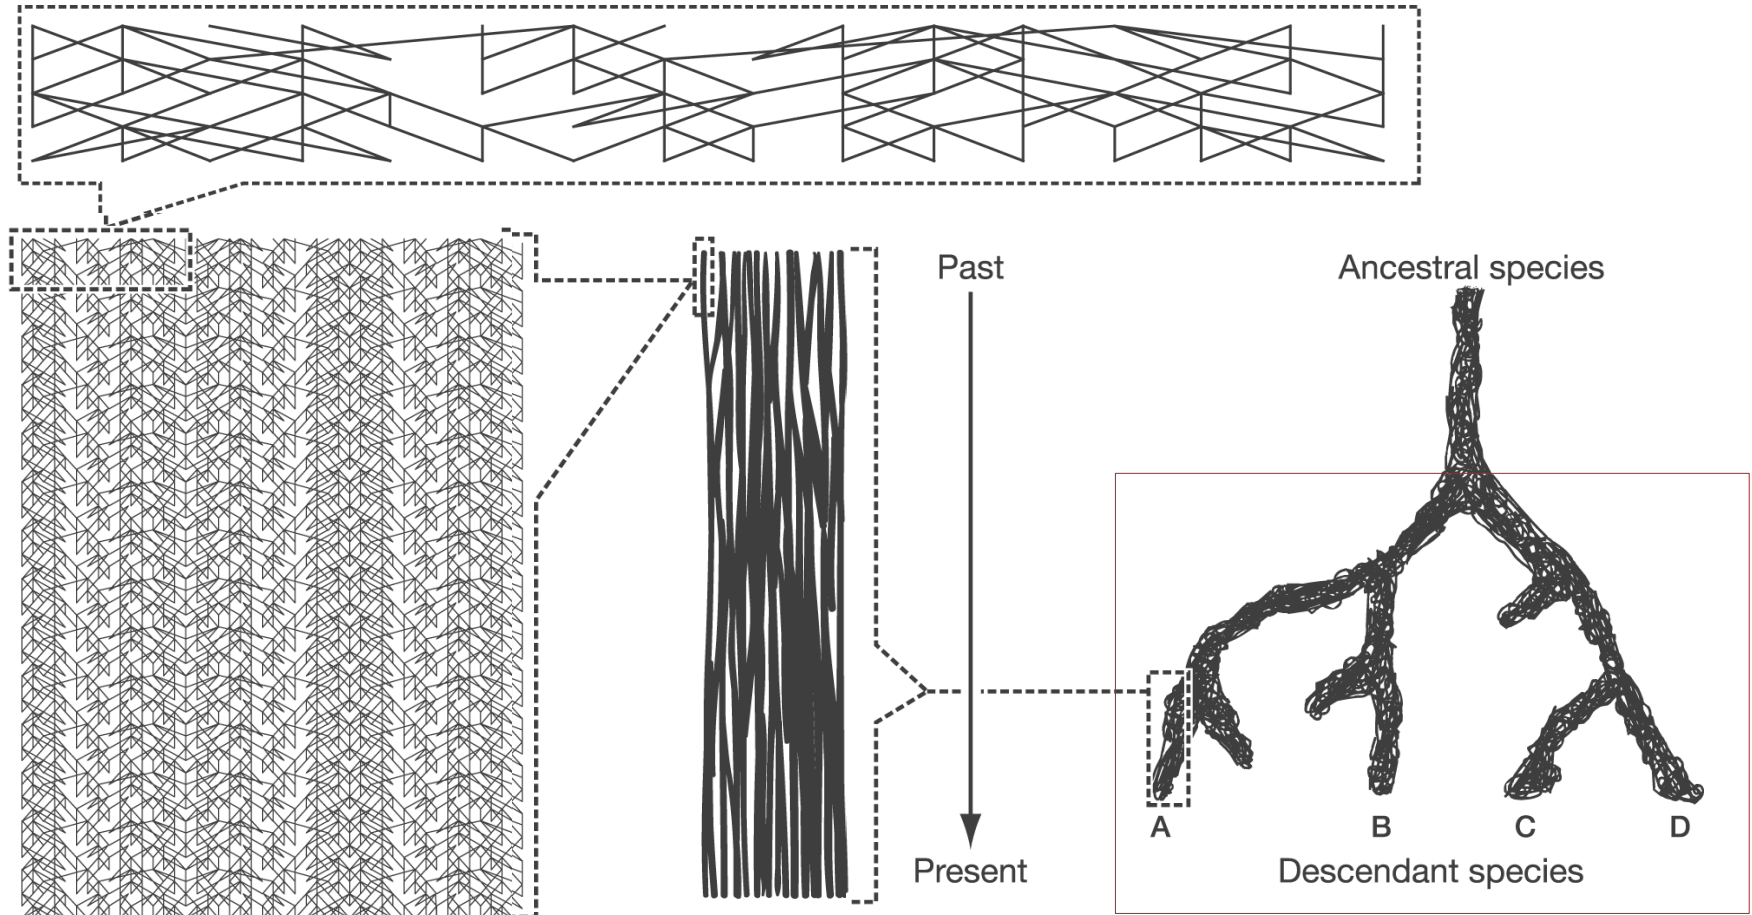 Past
Ancestral species
A
B
C
D
Present
Descendant species